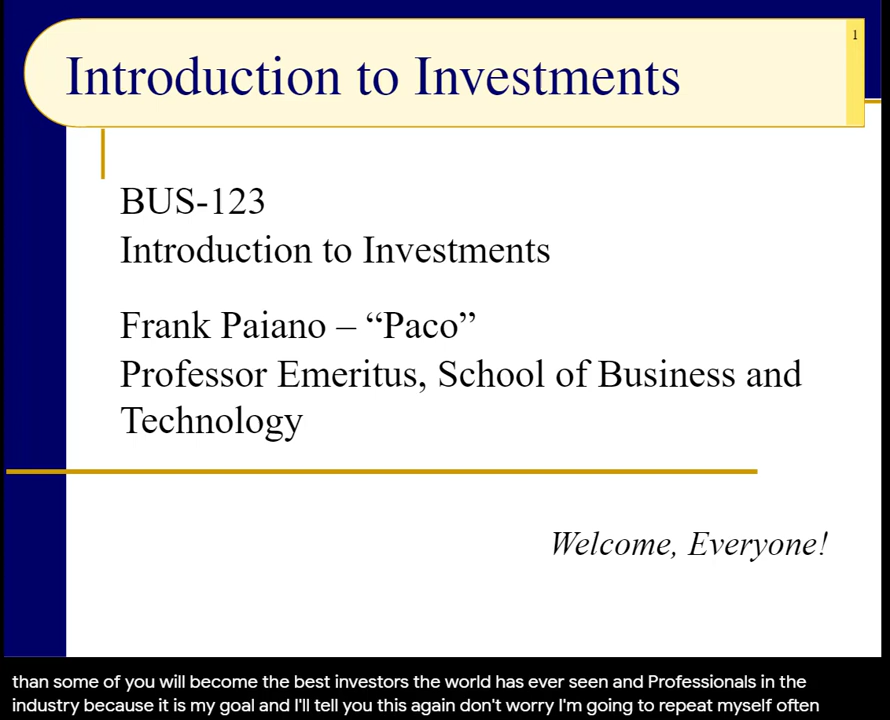 1
Introduction to Investments
BUS-123
Introduction to Investments
Frank Paiano – “Paco”
Professor Emeritus, School of Business and
Technology
Welcome, Everyone!
than some of you will become the best investors the world has ever seen and Professionals in the
industry because it is my goal and I'll tell you this again don't worry I'm going to repeat myself often